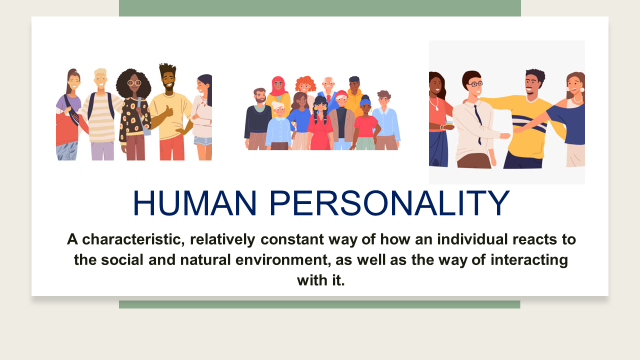 HUMAN PERSONALITY
A characteristic, relatively constant way of how an individual reacts to
the social and natural environment, as well as the way of interacting
with it.